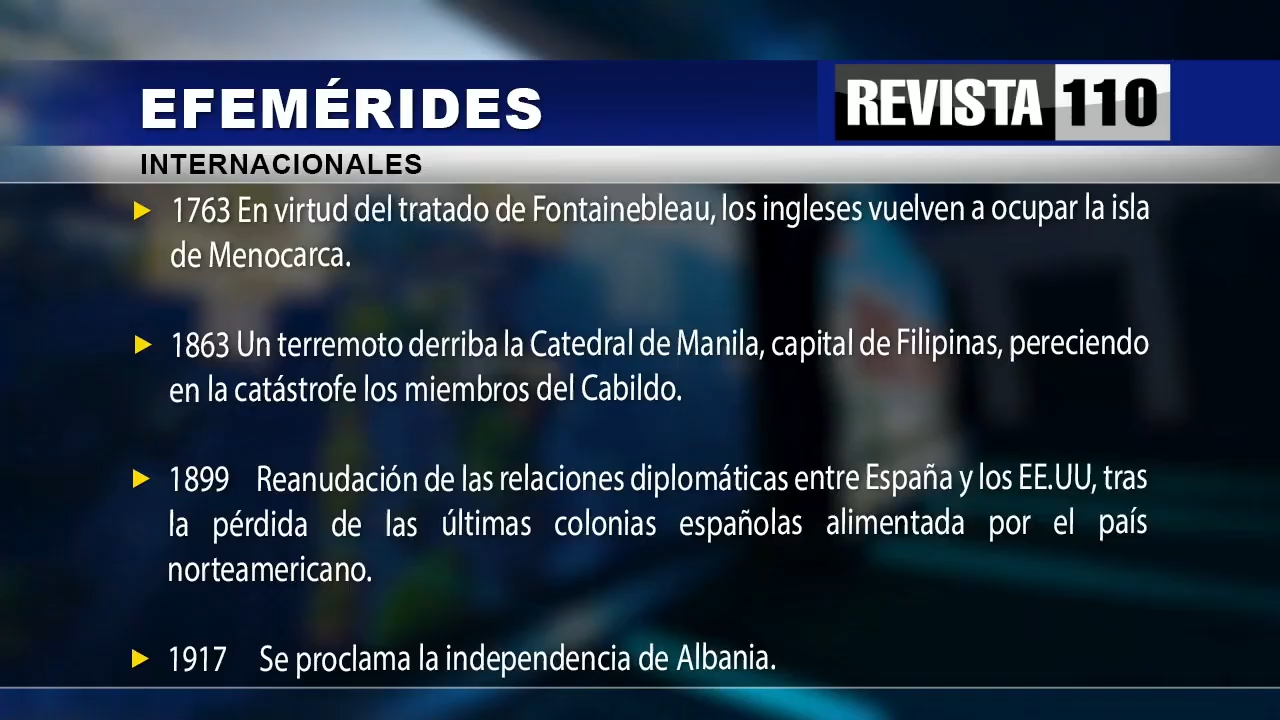 EFEMÉRIDES
REVISTA 110
INTERNACIONALES
1763 En virtud del tratado de Fontainebleau, los ingleses vuelven a ocupar la isla
de Menocarca.
1863 Un terremoto derriba la Catedral de Manila, capital de Filipinas, pereciendo
en la catástrofe los miembros del Cabildo.
1899 Reanudación de las relaciones diplomáticas entre España y los EE.UU, tras
la pérdida de las últimas colonias españolas alimentada por el país
norteamericano.
1917 Se proclama la independencia de Albania.